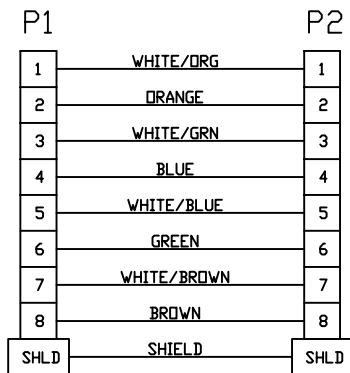 P1 P2
1 WHITE/ORG 1
2 ORANGE 2
3 WHITE/GRN 3
4 BLUE 4
5 WHITE/BLUE 5
6 GREEN 6
7 WHITE/BROWN 7
8 BROWN 8
SHLD SHIELD SHLD